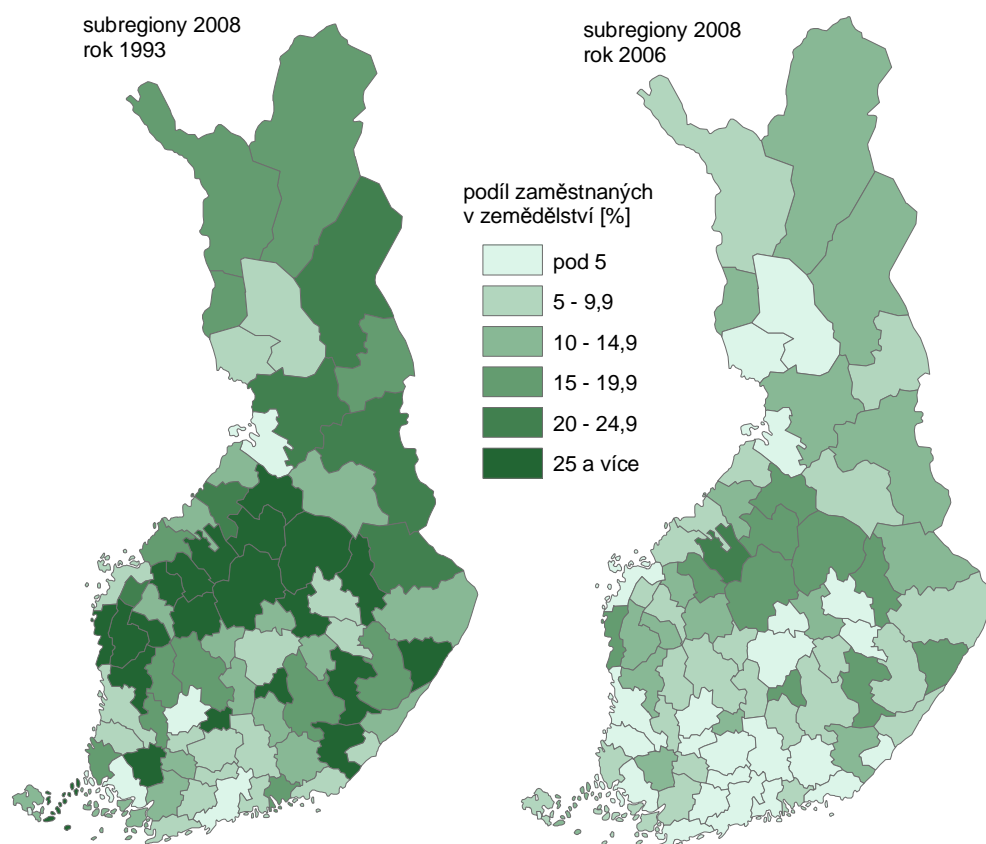 subregiony 2008
rok 1993
subregiony 2008
rok 2006
podíl zaměstnaných
v zemědělství [%]
pod 5
5 - 9,9
10 - 14,9
15 - 19,9
20 - 24,9
25 a více